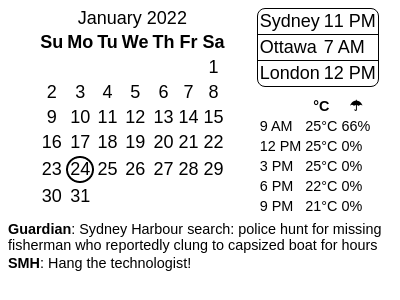 January 2022
Su Mo Tu We Th Fr Sa
1
2 3 4 5 6 7 8
9 10 11 12 13 14 15
16 17 18 19 20 21 22
23 24 25 26 27 28 29
30 31
Sydney 11 PM
Ottawa 7 AM
London 12 PM
°C ☂
9 AM 25°C 66%
12 PM 25°C 0%
3 PM 25°C 0%
6 PM 22°C 0%
9 PM 21°C 0%
Guardian: Sydney Harbour search: police hunt for missing
fisherman who reportedly clung to capsized boat for hours
SMH: Hang the technologist!